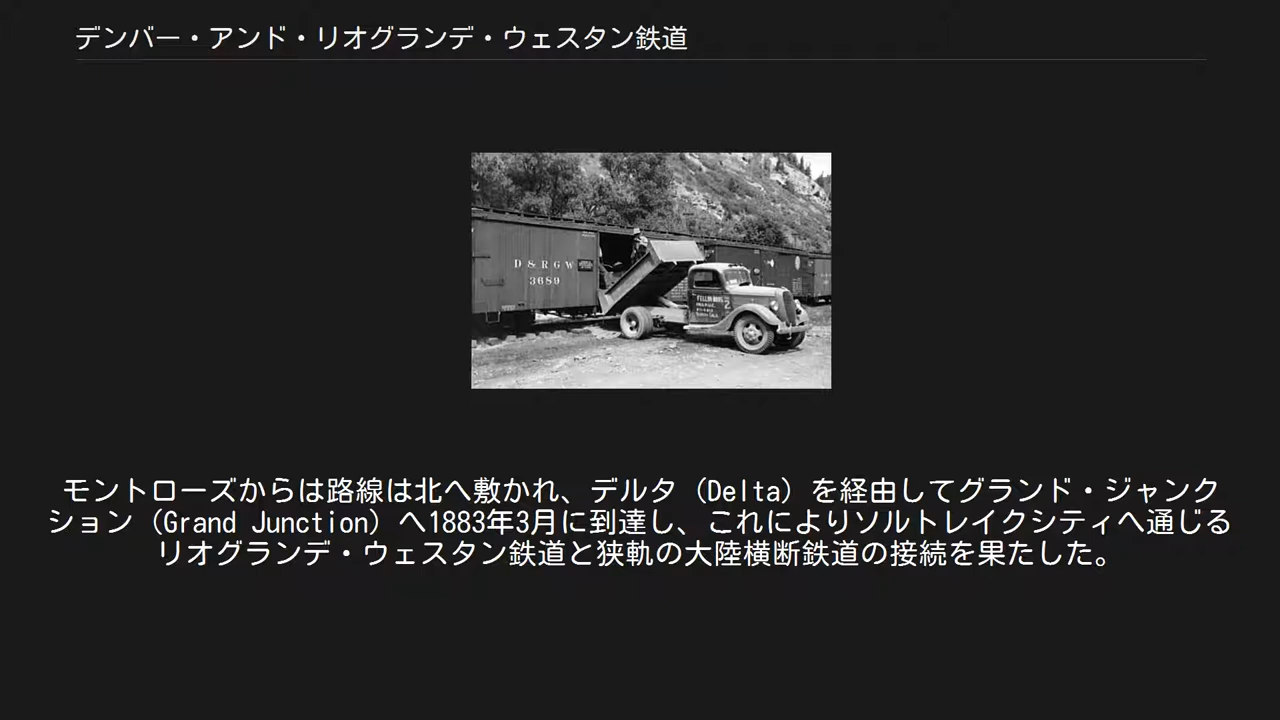 デンバー・アンド・リオグランデ・ウェスタン鉄道
D & R G W
3689
モントローズからは路線は北へ敷かれ、デルタ（Delta）を経由してグランド・ジャンク
ション（Grand Junction）へ1883年3月に到達し、これによりソルトレイクシティへ通じる
リオグランデ・ウェスタン鉄道と狭軌の大陸横断鉄道の接続を果たした。